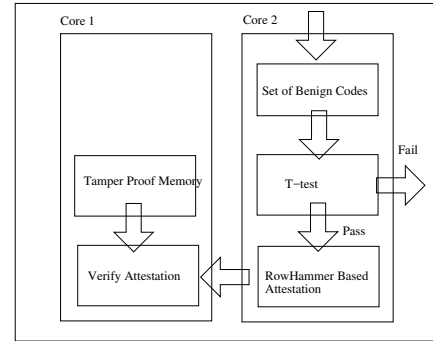 Core 1
Core 2
Set of Benign Codes
Fail
Tamper Proof Memory
T-test
Pass
Verify Attestation
RowHammer Based
Attestation